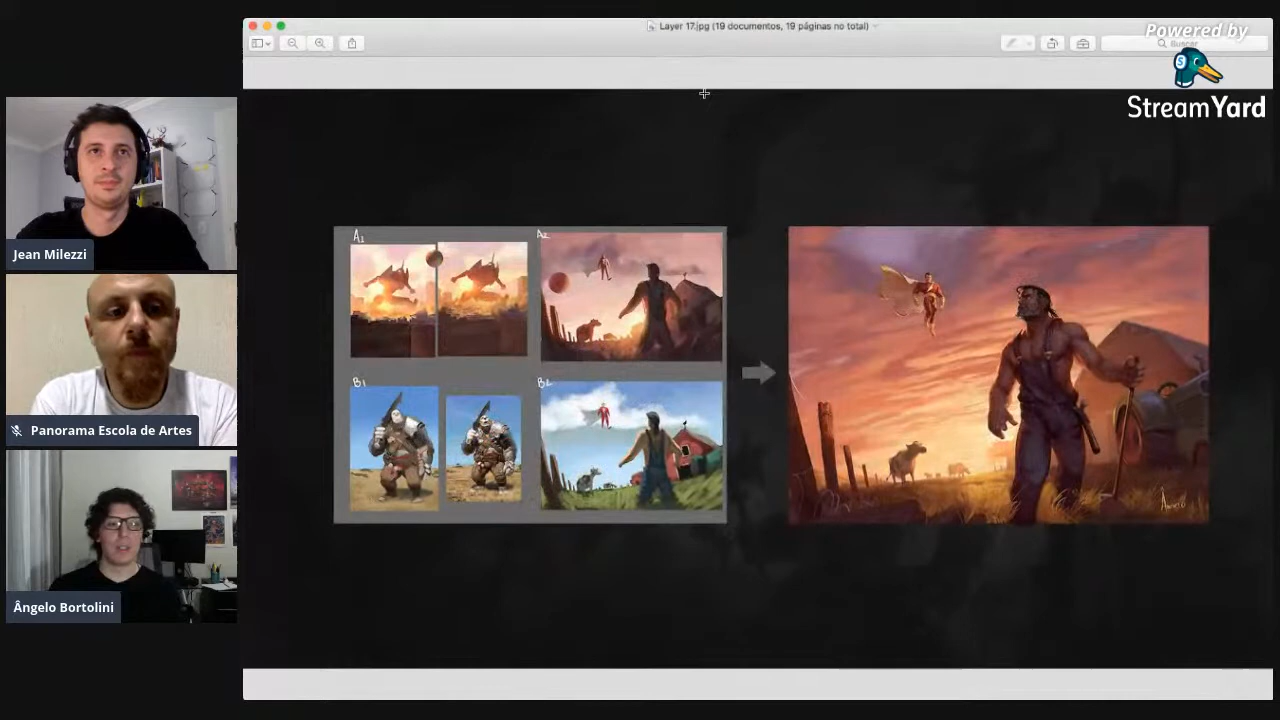 Layer 17.jpg (19 documentos, 19 páginas no total)
Powered by
Buscar
StreamYard
Jean Milezzi
Panorama Escola de Artes
Ângelo Bortolini
A1
A2
B1
B2